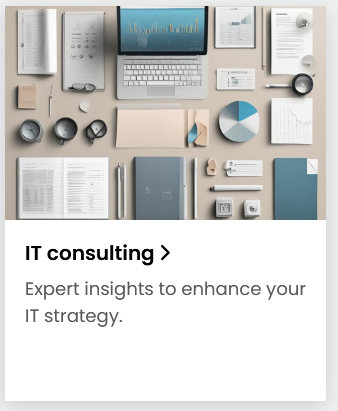 IT consulting >
Expert insights to enhance your
IT strategy.